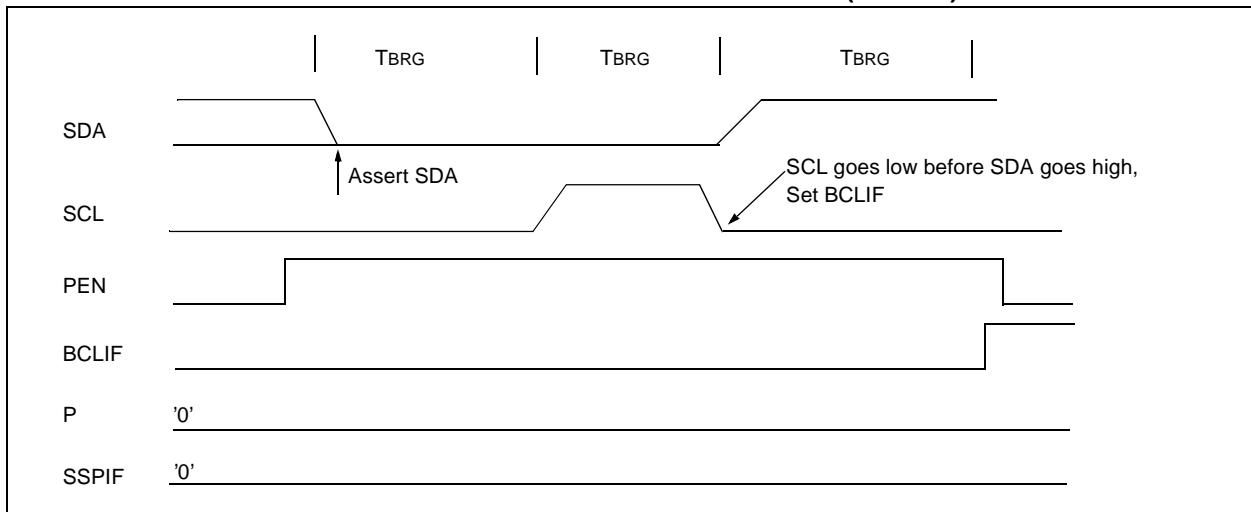 TBRG TBRG TBRG
SDA
Assert SDA
SCL goes low before SDA goes high,
Set BCLIF
SCL
PEN
BCLIF
P '0'
SSPIF '0'